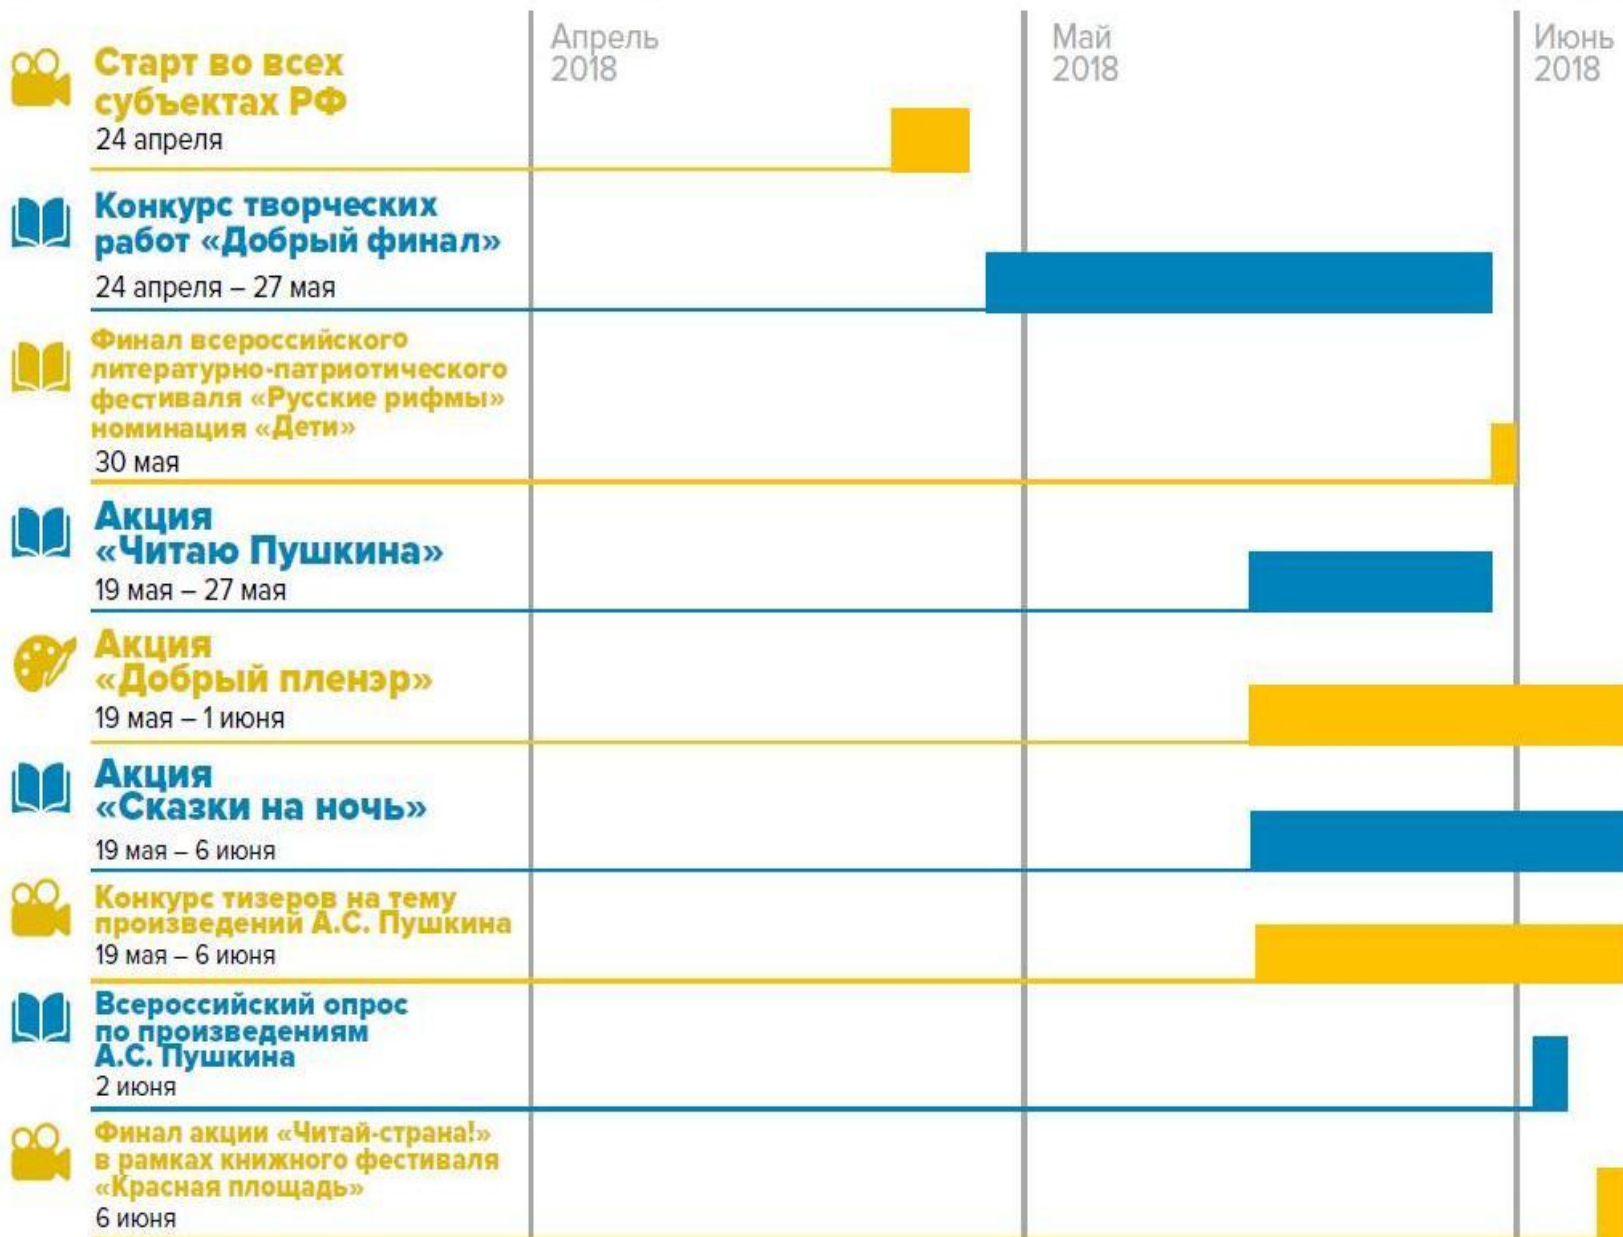 Апрель
2018
Май
2018
Июнь
2018
Старт во всех
субъектах РФ
24 апреля
Конкурс творческих
работ «Добрый финал»
24 апреля – 27 мая
Финал всероссийского
литературно-патриотического
фестиваля «Русские рифмы»
номинация «Дети»
30 мая
Акция
«Читаю Пушкина»
19 мая – 27 мая
Акция
«Добрый пленэр»
19 мая – 1 июня
Акция
«Сказки на ночь»
19 мая – 6 июня
Конкурс тизеров на тему
произведений А.С. Пушкина
19 мая – 6 июня
Всероссийский опрос
по произведениям
А.С. Пушкина
2 июня
Финал акции «Читай-страна!»
в рамках книжного фестиваля
«Красная площадь»
6 июня